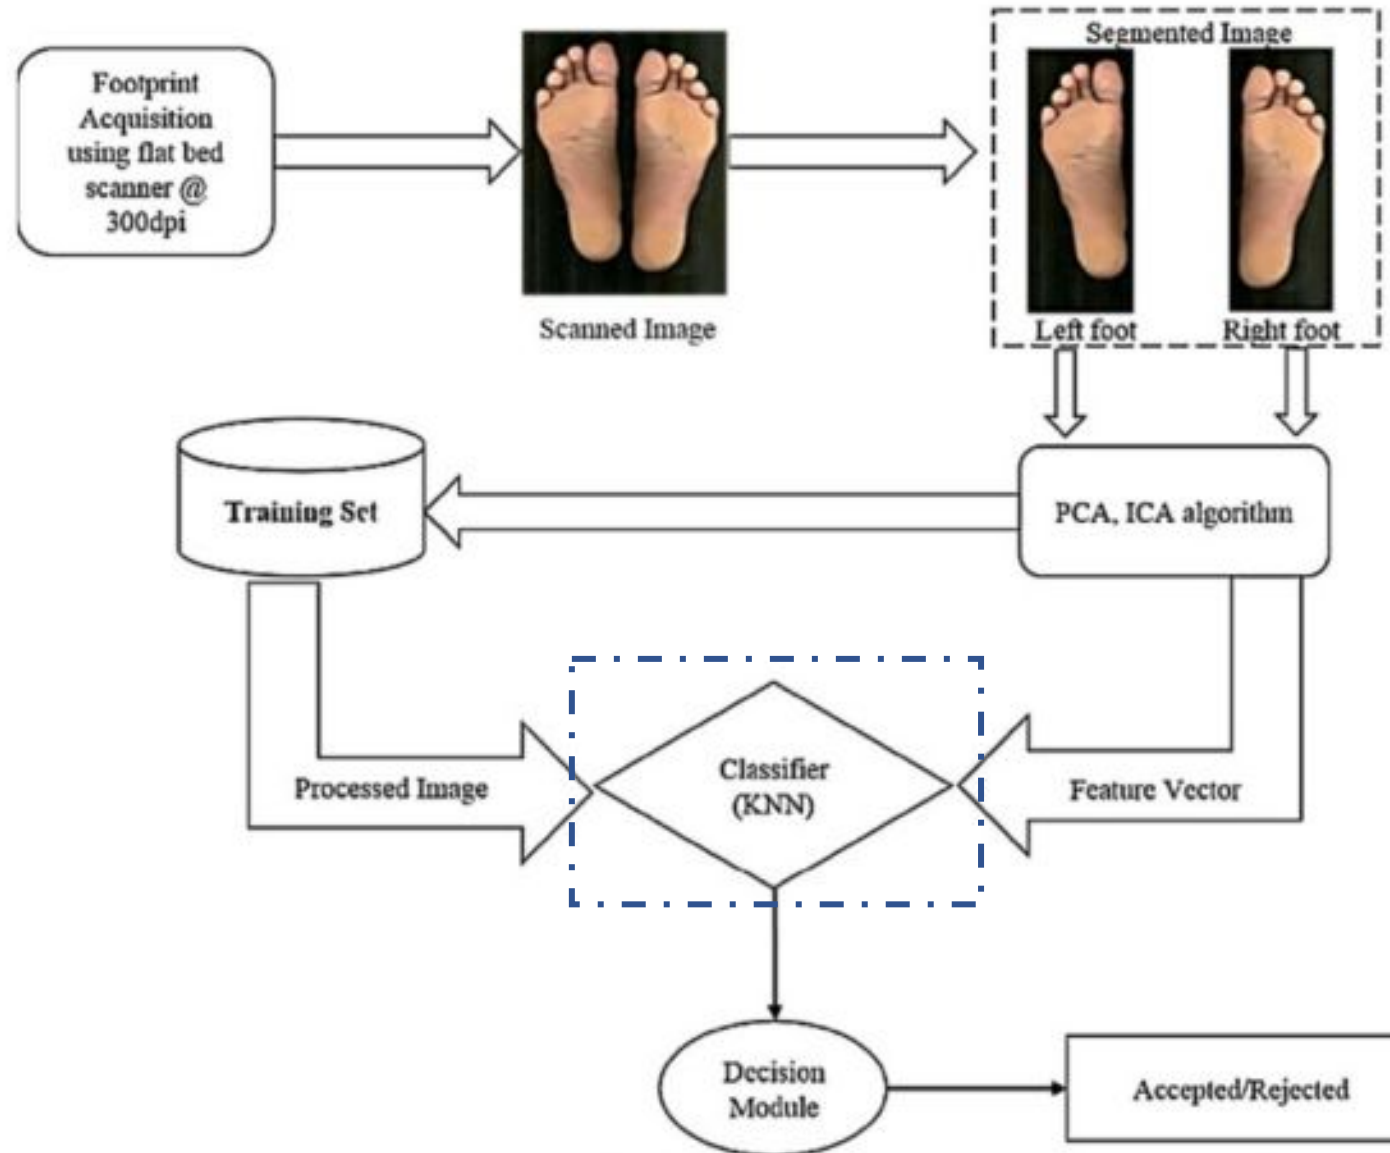 Footprint
Acquisition
using flat bed
scanner @
300dpi
Scanned Image
Segmented Image
Left foot
Right foot
Training Set
PCA, ICA algorithm
Processed Image
Classifier
(KNN)
Feature Vector
Decision
Module
Accepted/Rejected